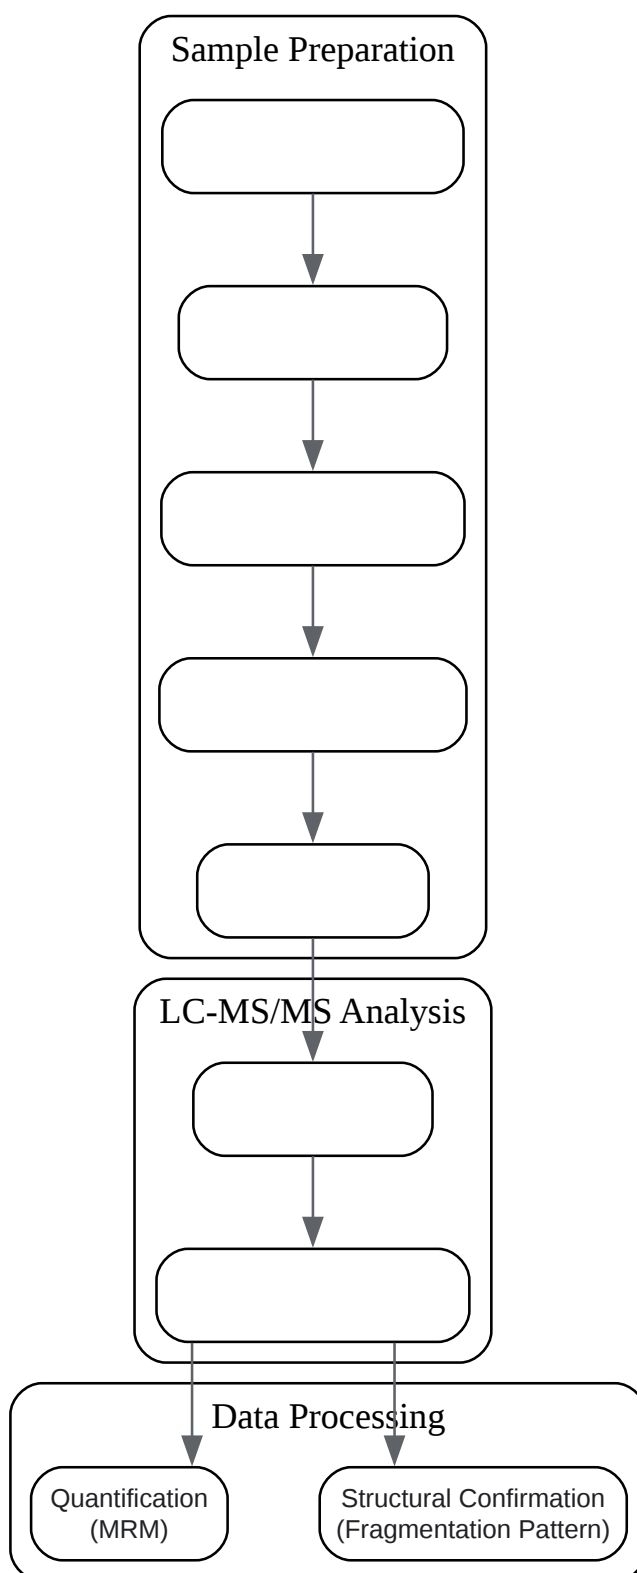 Sample Preparation
LC-MS/MS Analysis
Data Processing
Quantification
(MRM)
Structural Confirmation
(Fragmentation Pattern)